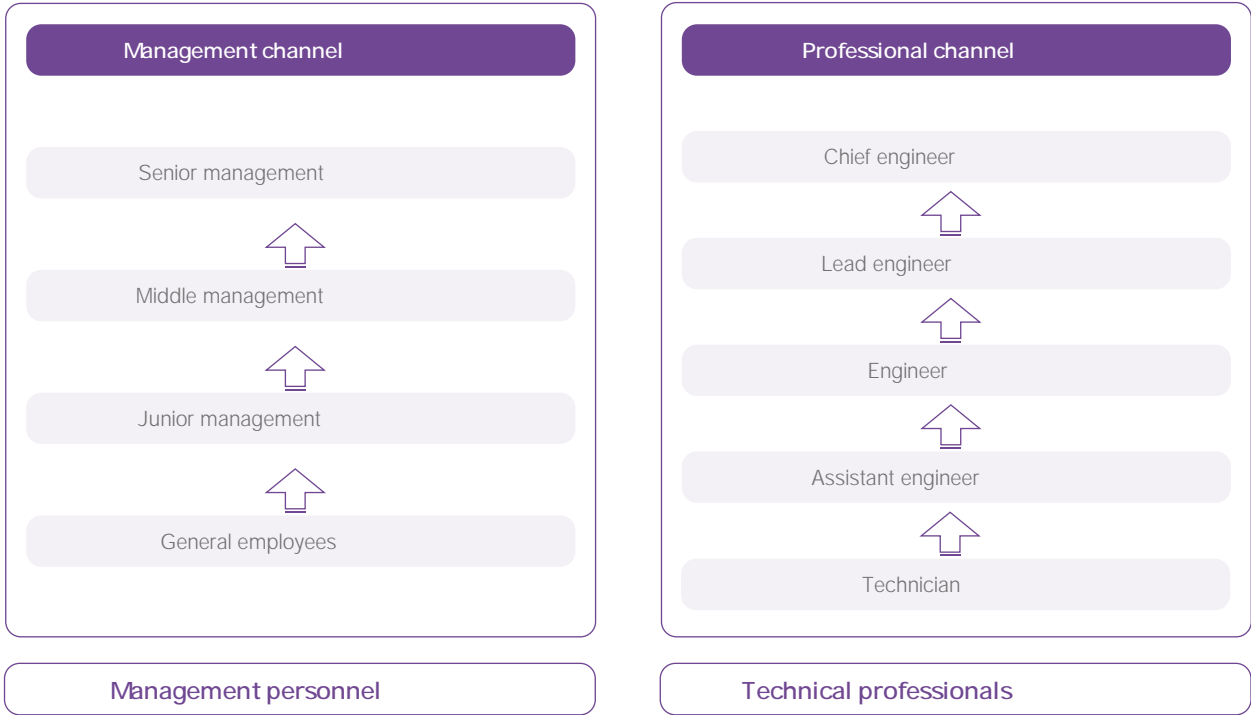 Management channel
Senior management
Middle management
Junior management
General employees
Management personnel
Professional channel
Chief engineer
Lead engineer
Engineer
Assistant engineer
Technician
Technical professionals